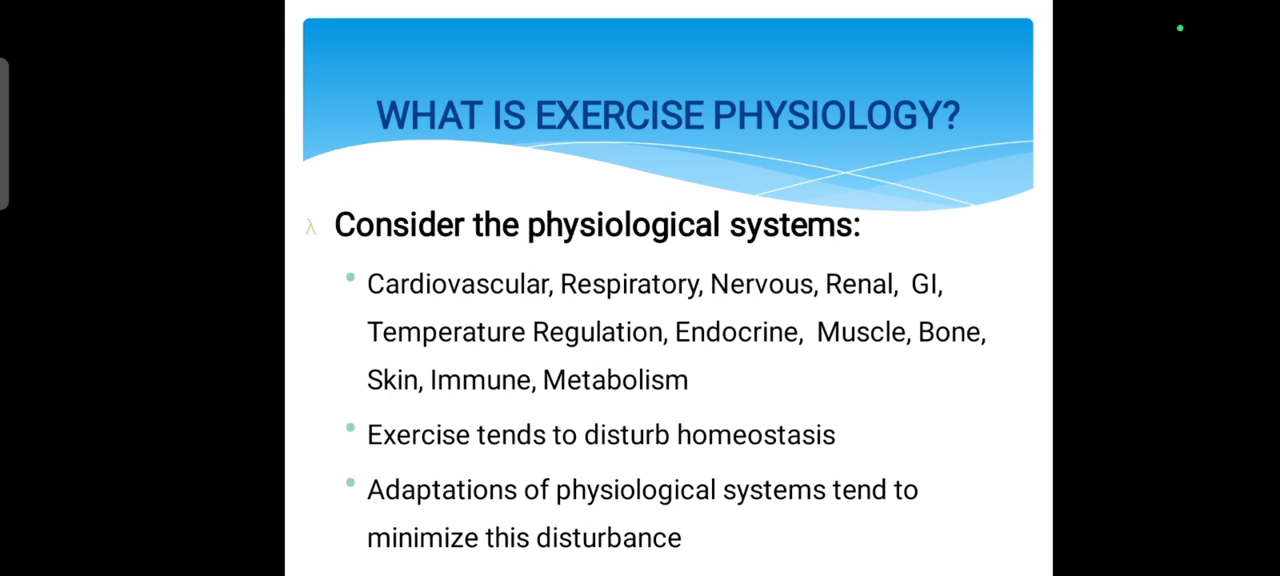 WHAT IS EXERCISE PHYSIOLOGY?
λ Consider the physiological systems:
• Cardiovascular, Respiratory, Nervous, Renal,  GI,
Temperature Regulation, Endocrine,  Muscle, Bone,
Skin, Immune, Metabolism
• Exercise tends to disturb homeostasis
• Adaptations of physiological systems tend to
minimize this disturbance